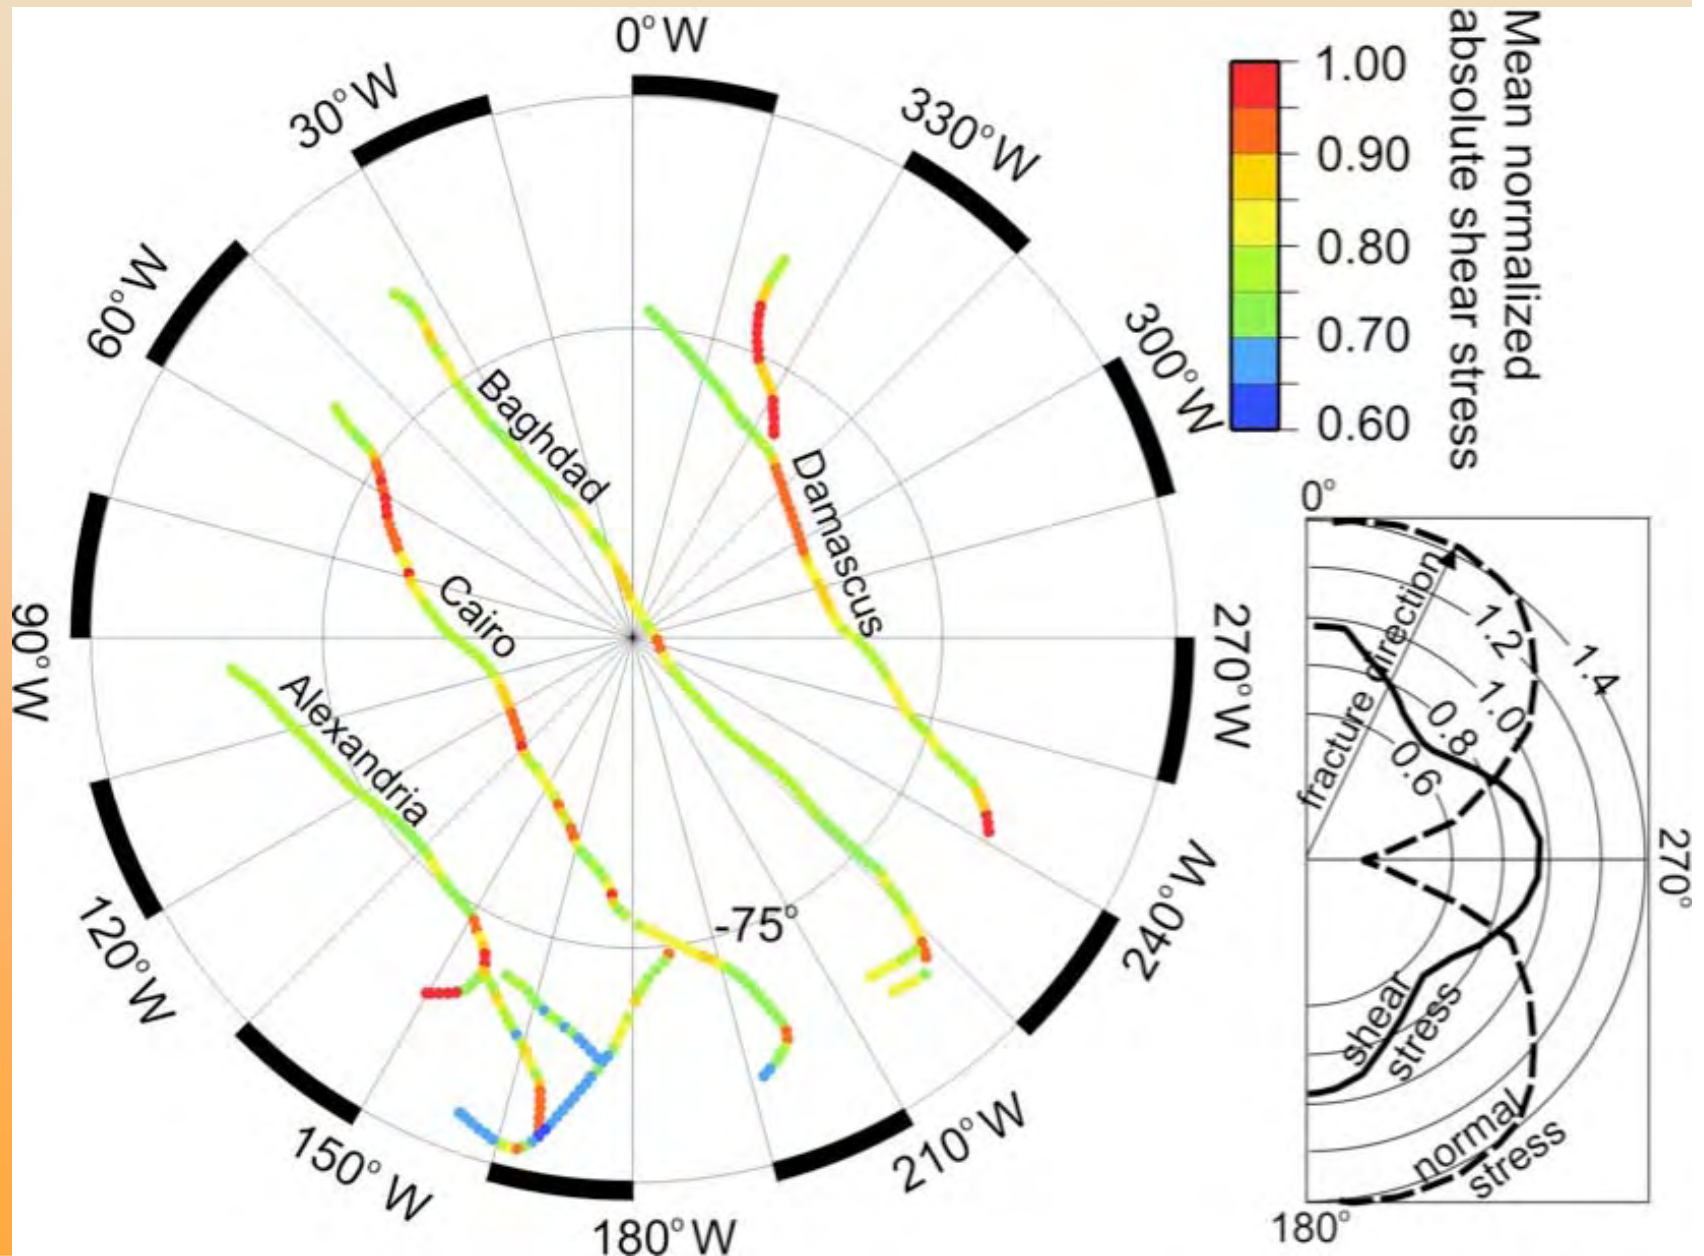 0°W
330°W
300°W
270°W
240°W
210°W
180°W
150° W
120°W
90°W
60°W
30°W
Baghdad
Damascus
Cairo
Alexandria
-75°
Mean normalized
absolute shear stress
1.00
0.90
0.80
0.70
0.60
0°
fracture direction
1.4
1.2
1.0
0.8
0.6
270°
shear
stress
normal
stress
180°